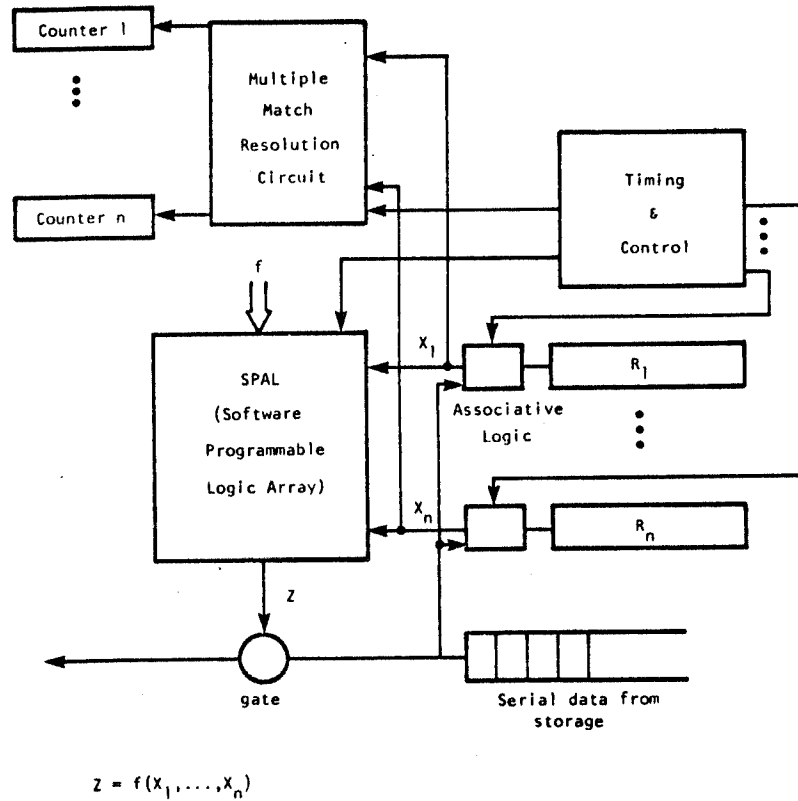 Counter 1
Multiple
Match
Resolution
Circuit
Counter n
Timing
&
Control
f
SPAL
(Software
Programmable
Logic Array)
X1
Associative
Logic
R1
Xn
Rn
Z
gate
Serial data from
storage
Z = f(X1,...,Xn)